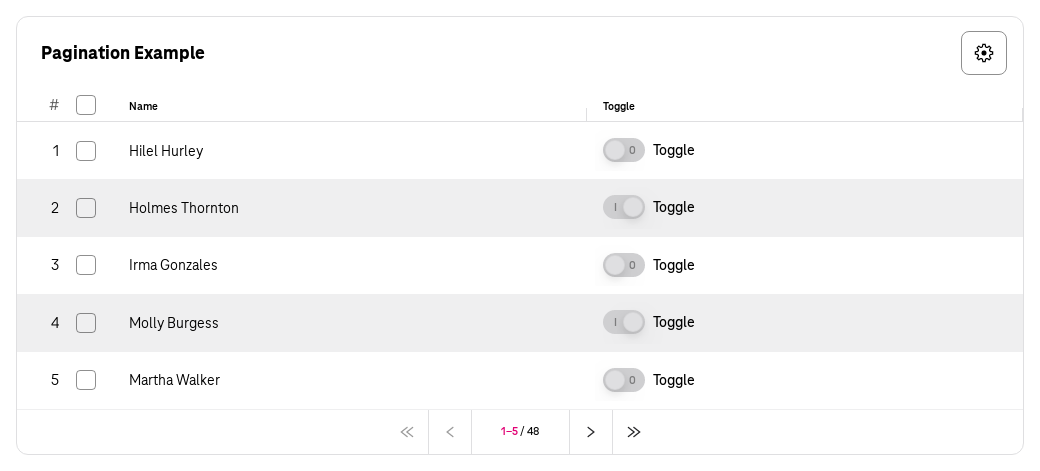 Pagination Example
# Name Toggle
1 Hilel Hurley 0 Toggle
2 Holmes Thornton I Toggle
3 Irma Gonzales 0 Toggle
4 Molly Burgess I Toggle
5 Martha Walker 0 Toggle
1–5 / 48